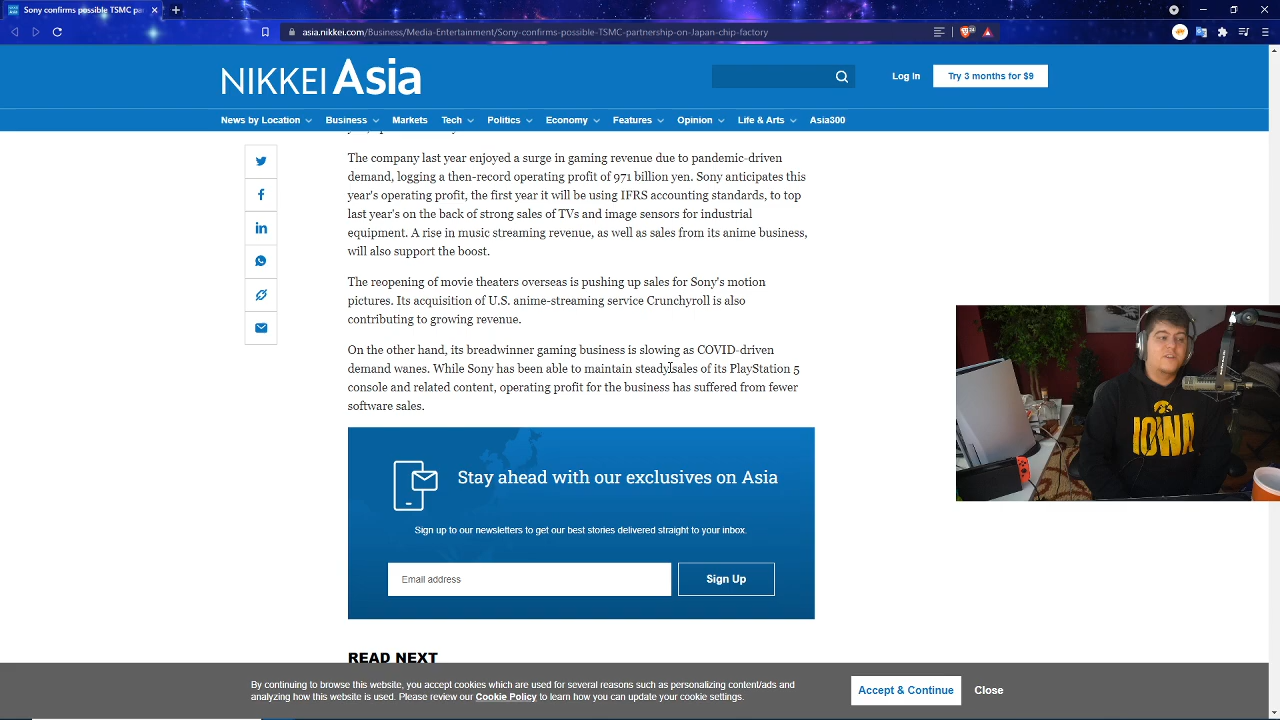 Sony confirms possible TSMC par
asia.nikkei.com/Business/Media-Entertainment/Sony-confirms-possible-TSMC-partnership-on-Japan-chip-factory
NIKKEI Asia
Log In
Try 3 months for $9
News by Location
Business
Markets
Tech
Politics
Economy
Features
Opinion
Life & Arts
Asia300
The company last year enjoyed a surge in gaming revenue due to pandemic-driven
demand, logging a then-record operating profit of 971 billion yen. Sony anticipates this
year's operating profit, the first year it will be using IFRS accounting standards, to top
last year's on the back of strong sales of TVs and image sensors for industrial
equipment. A rise in music streaming revenue, as well as sales from its anime business,
will also support the boost.
The reopening of movie theaters overseas is pushing up sales for Sony's motion
pictures. Its acquisition of U.S. anime-streaming service Crunchyroll is also
contributing to growing revenue.
On the other hand, its breadwinner gaming business is slowing as COVID-driven
demand wanes. While Sony has been able to maintain steady sales of its PlayStation 5
console and related content, operating profit for the business has suffered from fewer
software sales.
Stay ahead with our exclusives on Asia
Sign up to our newsletters to get our best stories delivered straight to your inbox.
Email address
Sign Up
READ NEXT
By continuing to browse this website, you accept cookies which are used for several reasons such as personalizing content/ads and
analyzing how this website is used. Please review our Cookie Policy to learn how you can update your cookie settings.
Accept & Continue
Close
IOWA